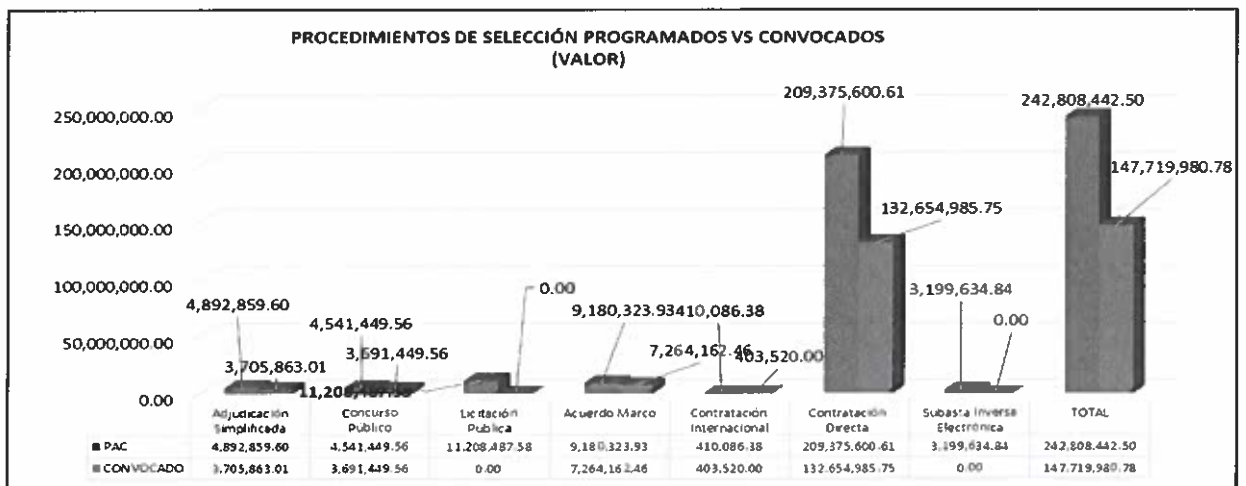 PROCEDIMIENTOS DE SELECCIÓN PROGRAMADOS VS CONVOCADOS
(VALOR)
250,000,000.00
200,000,000.00
150,000,000.00
100,000,000.00
50,000,000.00
0.00
4,892,859.60
3,705,863.01
4,541,449.56
3,691,449.56
0.00
9,180,323.93
7,264,162.46
410,086.38
403,520.00
209,375,600.61
132,654,985.75
3,199,634.84
0.00
242,808,442.50
147,719,980.78
Adjudicación Simplificada
Concurso Público
Licitación Publica
Acuerdo Marco
Contratación Internacional
Contratación Directa
Subasta Inversa Electrónica
TOTAL
PAC 4,892,859.60 4,541,449.56 11,208,487.58 9,180,323.93 410,086.38 209,375,600.61 3,199,634.84 242,808,442.50
CONVOCADO 3,705,863.01 3,691,449.56 0.00 7,264,162.46 403,520.00 132,654,985.75 0.00 147,719,980.78